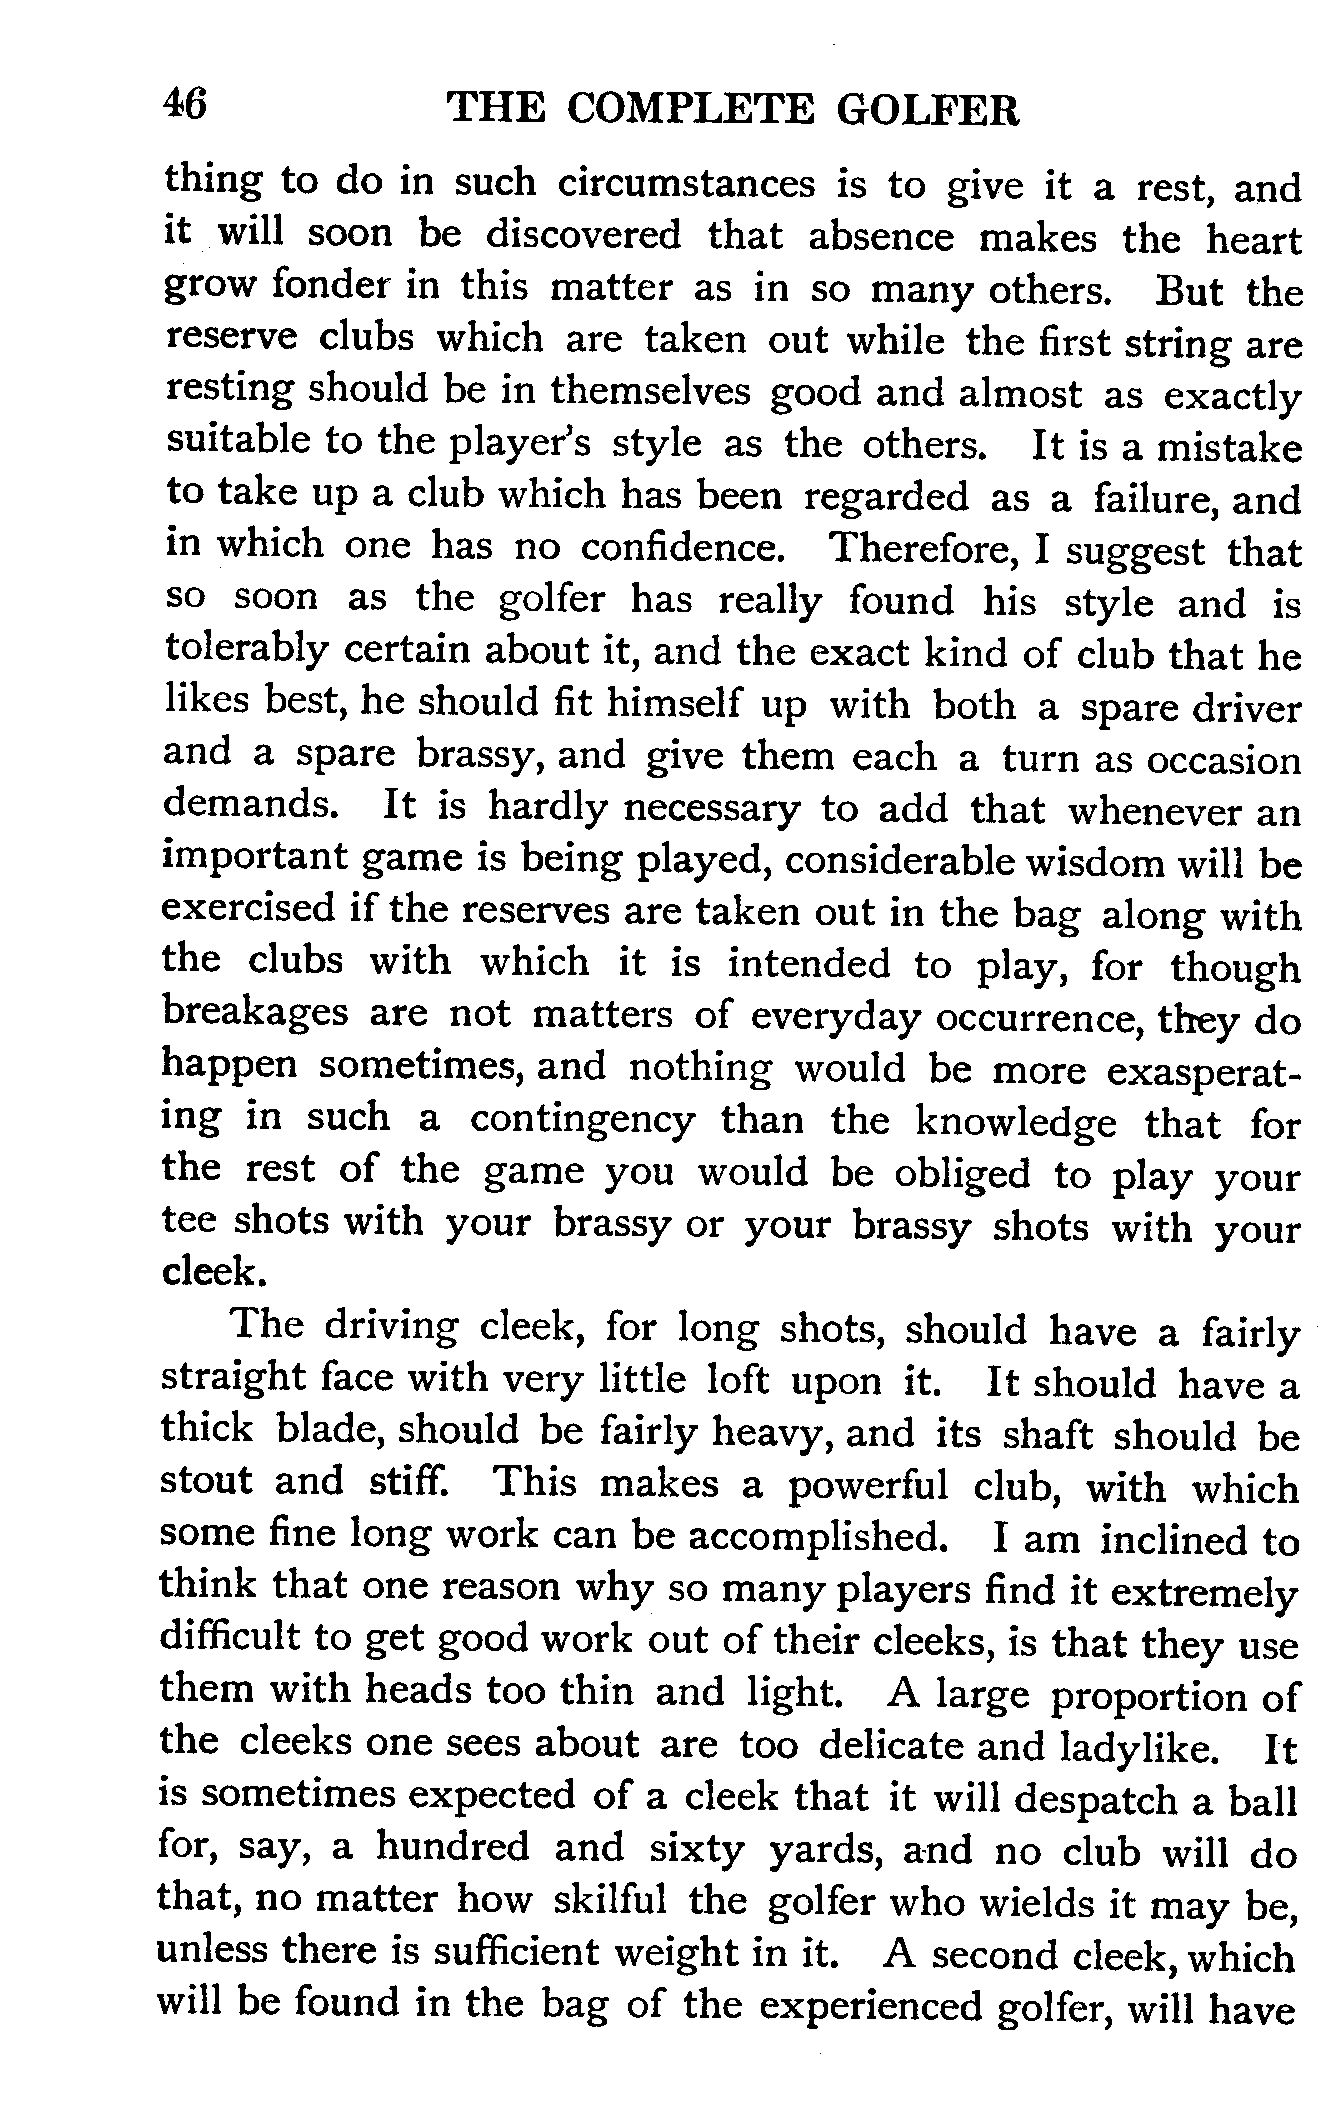 46 THE COMPLETE GOLFER
thing to do in such circumstances is to give it a rest, and
it will soon be discovered that absence makes the heart
grow fonder in this matter as in so many others. But the
reserve clubs which are taken out while the first string are
resting should be in themselves good and almost as exactly
suitable to the player's style as the others. It is a mistake
to take up a club which has been regarded as a failure, and
in which one has no confidence. Therefore, I suggest that
so soon as the golfer has really found his style and is
tolerably certain about it, and the exact kind of club that he
likes best, he should fit himself up with both a spare driver
and a spare brassy, and give them each a turn as occasion
demands. It is hardly necessary to add that whenever an
important game is being played, considerable wisdom will be
exercised if the reserves are taken out in the bag along with
the clubs with which it is intended to play, for though
breakages are not matters of everyday occurrence, they do
happen sometimes, and nothing would be more exasperat-
ing in such a contingency than the knowledge that for
the rest of the game you would be obliged to play your
tee shots with your brassy or your brassy shots with your
cleek.
The driving cleek, for long shots, should have a fairly
straight face with very little loft upon it. It should have a
thick blade, should be fairly heavy, and its shaft should be
stout and stiff. This makes a powerful club, with which
some fine long work can be accomplished. I am inclined to
think that one reason why so many players find it extremely
difficult to get good work out of their cleeks, is that they use
them with heads too thin and light. A large proportion of
the cleeks one sees about are too delicate and ladylike. It
is sometimes expected of a cleek that it will despatch a ball
for, say, a hundred and sixty yards, and no club will do
that, no matter how skilful the golfer who wields it may be,
unless there is sufficient weight in it. A second cleek, which
will be found in the bag of the experienced golfer, will have